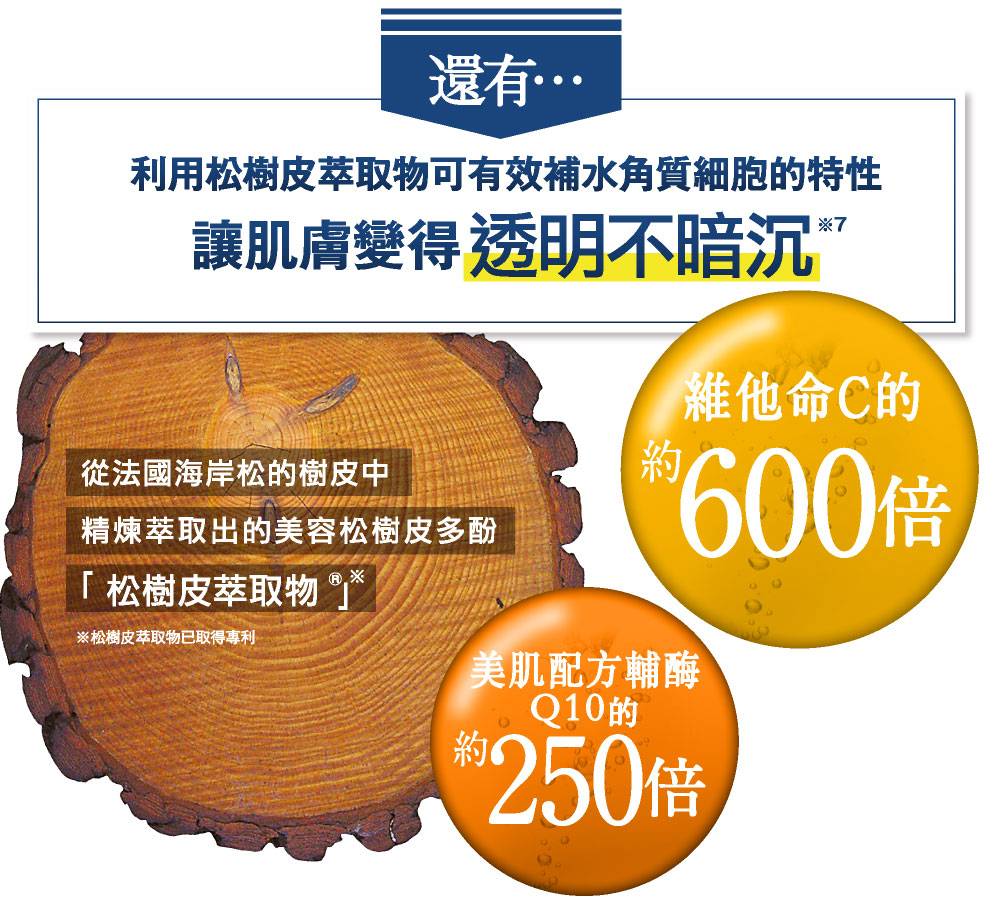 還有…
利用松樹皮萃取物可有效補水角質細胞的特性
讓肌膚變得透明不暗沉※7
維他命C的
約600倍
從法國海岸松的樹皮中
精煉萃取出的美容松樹皮多酚
「松樹皮萃取物®」※
※松樹皮萃取物已取得專利
美肌配方輔酶
Q10的
約250倍